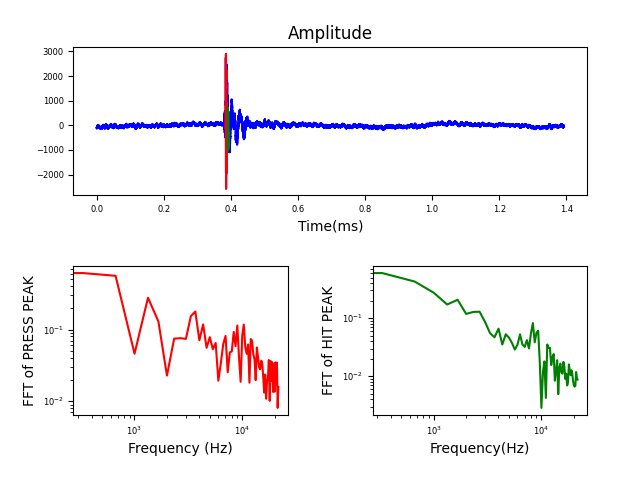 Amplitude
3000
2000
1000
0
−1000
−2000
0.0 0.2 0.4 0.6 0.8 1.0 1.2 1.4
Time(ms)
FFT of PRESS PEAK
10⁻¹
10⁻²
10³ 10⁴
Frequency (Hz)
FFT of HIT PEAK
10⁻¹
10⁻²
10³ 10⁴
Frequency(Hz)